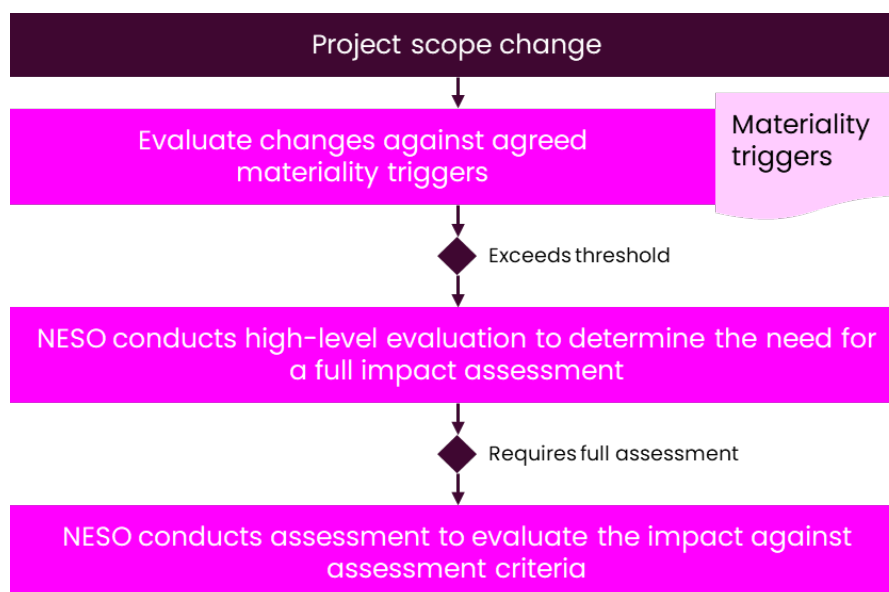 Project scope change
Evaluate changes against agreed
materiality triggers
Materiality
triggers
Exceeds threshold
NESO conducts high-level evaluation to determine the need for
a full impact assessment
Requires full assessment
NESO conducts assessment to evaluate the impact against
assessment criteria